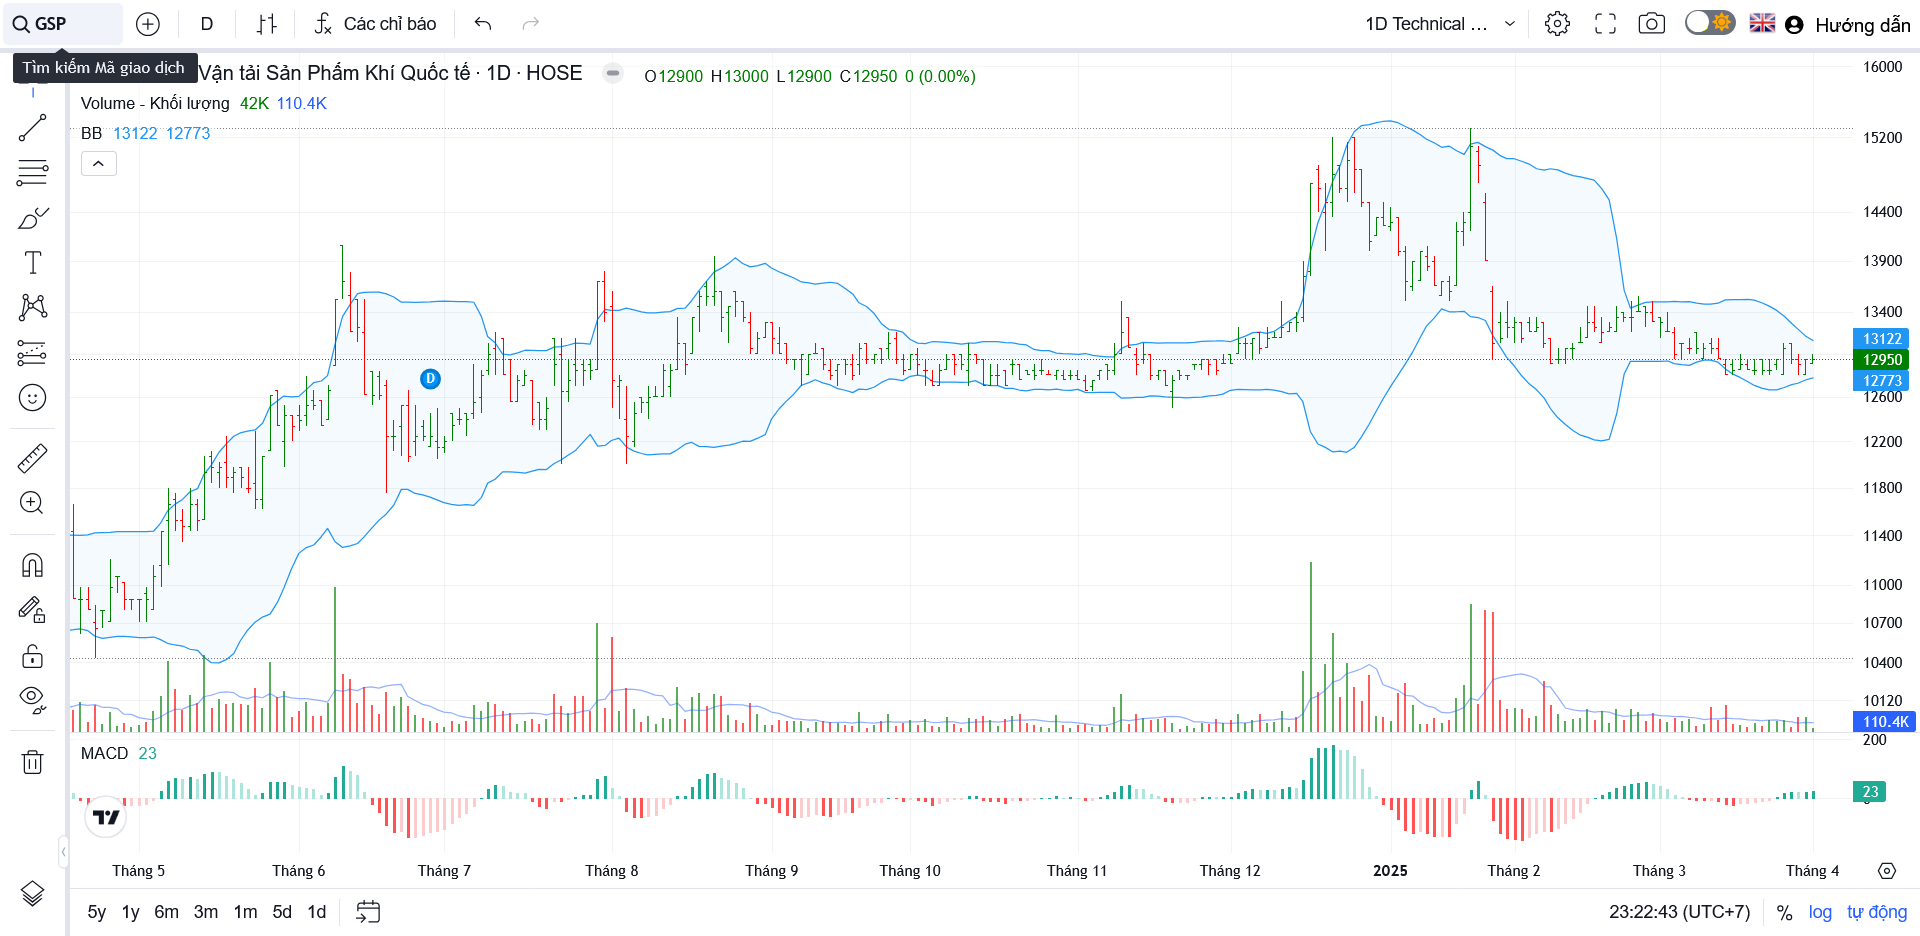 GSP
D
Các chỉ báo
1D Technical ...
Hướng dẫn
Tìm kiếm Mã giao dịch
Vận tải Sản Phẩm Khí Quốc tế · 1D · HOSE
O12900 H13000 L12900 C12950 0 (0.00%)
Volume - Khối lượng 42K 110.4K
BB 13122 12773
D
16000
15200
14400
13900
13400
13122
12950
12773
12600
12200
11800
11400
11000
10700
10400
10120
110.4K
200
MACD 23
23
Tháng 5 Tháng 6 Tháng 7 Tháng 8 Tháng 9 Tháng 10 Tháng 11 Tháng 12 2025 Tháng 2 Tháng 3 Tháng 4
5y 1y 6m 3m 1m 5d 1d
23:22:43 (UTC+7) % log tự động